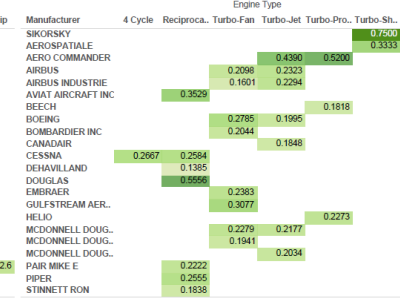 Engine Type
ip Manufacturer 4 Cycle Reciproca.. Turbo-Fan Turbo-Jet Turbo-Pro.. Turbo-Sh..
SIKORSKY 0.7500
AEROSPATIALE 0.3333
AERO COMMANDER 0.4390 0.5200
AIRBUS 0.2098 0.2323
AIRBUS INDUSTRIE 0.1601 0.2294
AVIAT AIRCRAFT INC 0.3529
BEECH 0.1818
BOEING 0.2785 0.1995
BOMBARDIER INC 0.2044
CANADAIR 0.1848
CESSNA 0.2667 0.2584
DEHAVILLAND 0.1385
DOUGLAS 0.5556
EMBRAER 0.2383
GULFSTREAM AER.. 0.3077
HELIO 0.2273
MCDONNELL DOUG.. 0.2279 0.2177
MCDONNELL DOUG.. 0.1941
MCDONNELL DOUG.. 0.2034
2.6 PAIR MIKE E 0.2222
PIPER 0.2555
STINNETT RON 0.1838